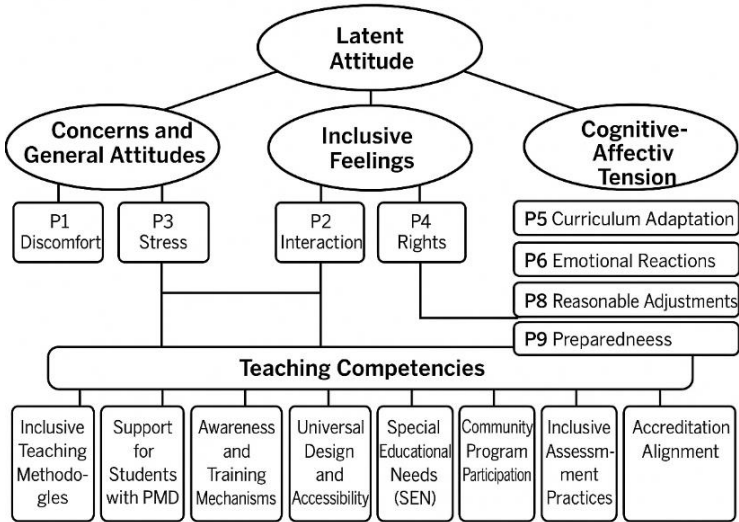 Latent
Attitude
Concerns and
General Attitudes
Inclusive
Feelings
Cognitive-
Affectiv
Tension
P1
Discomfort
P3
Stress
P2
Interaction
P4
Rights
P5 Curriculum Adaptation
P6 Emotional Reactions
P8 Reasonable Adjustments
P9 Preparedneess
Teaching Competencies
Inclusive
Teaching
Methodo-
gles
Support
for
Students
with PMD
Awareness
and
Training
Mechanisms
Universal
Design
and
Accessibility
Special
Educational
Needs
(SEN)
Community
Program
Participation
Inclusive
Assessm-
ment
Practices
Accreditation
Alignment